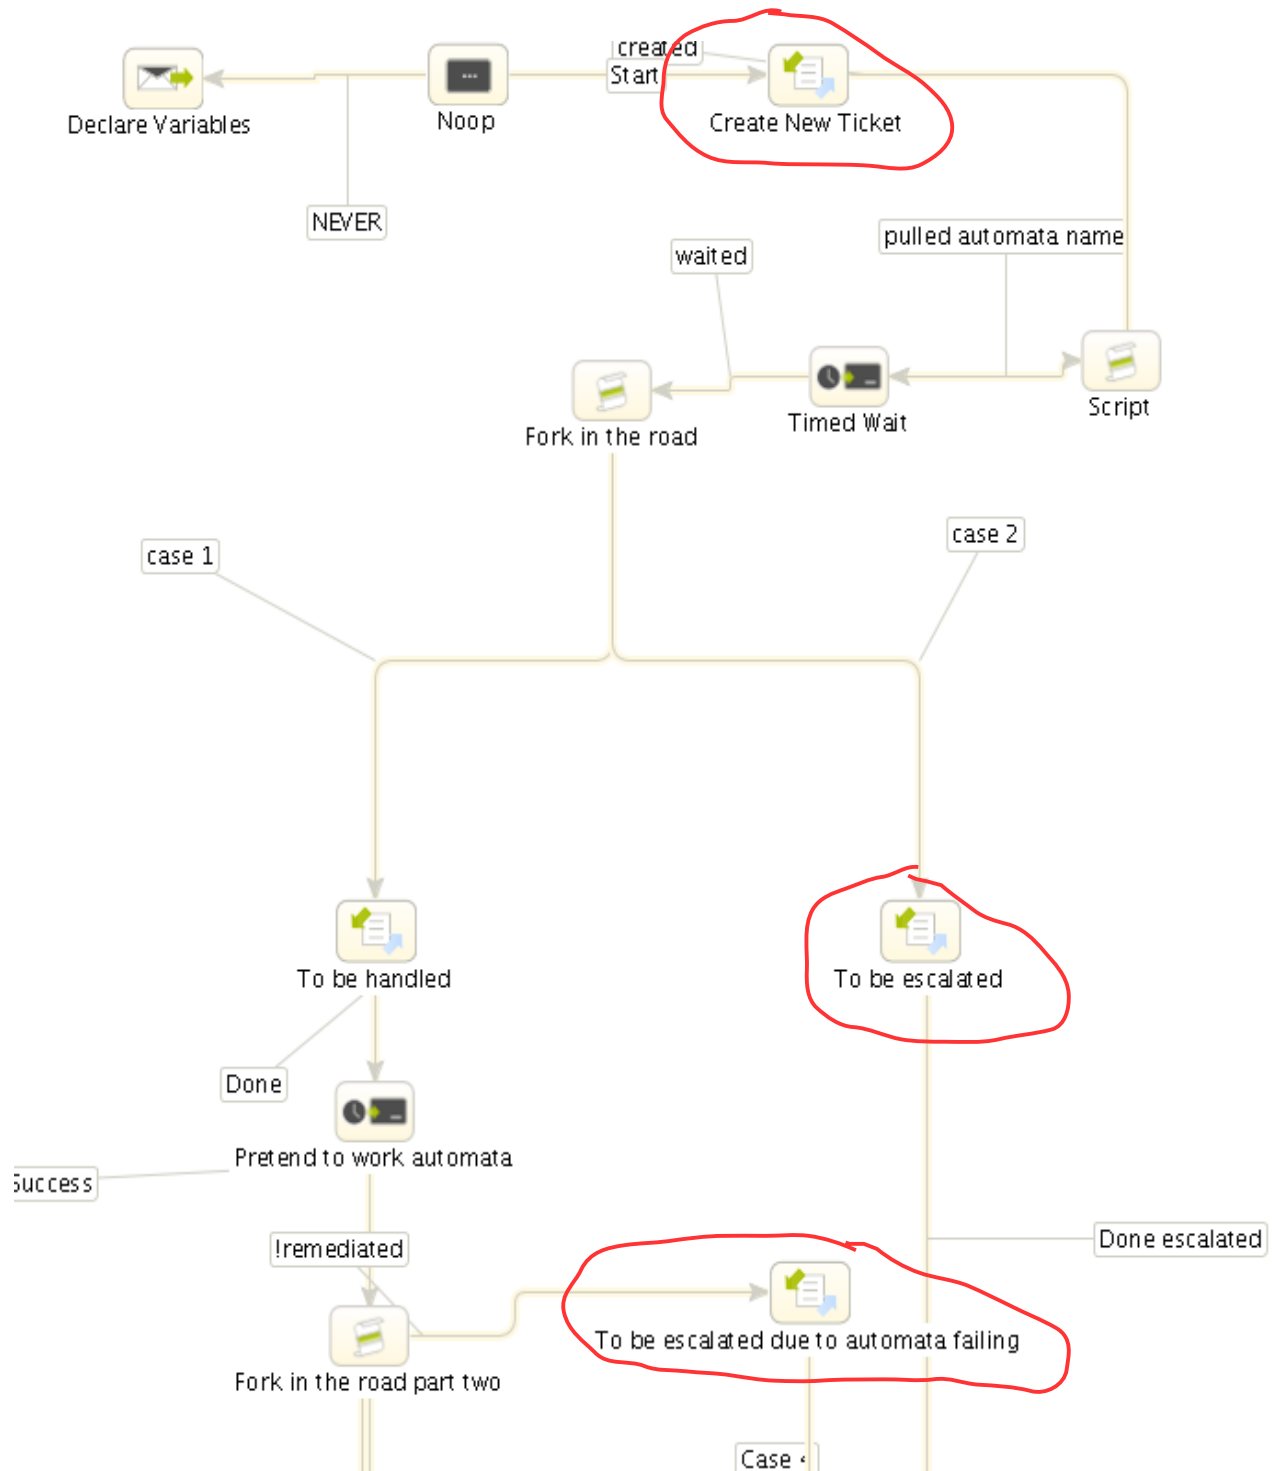 created
Start
Declare Variables
Noop
Create New Ticket
NEVER
waited
pulled automata name
Fork in the road
Timed Wait
Script
case 1
case 2
To be handled
To be escalated
Done
Pretend to work automata
Success
!remediated
Done escalated
To be escalated due to automata failing
Fork in the road part two
Case